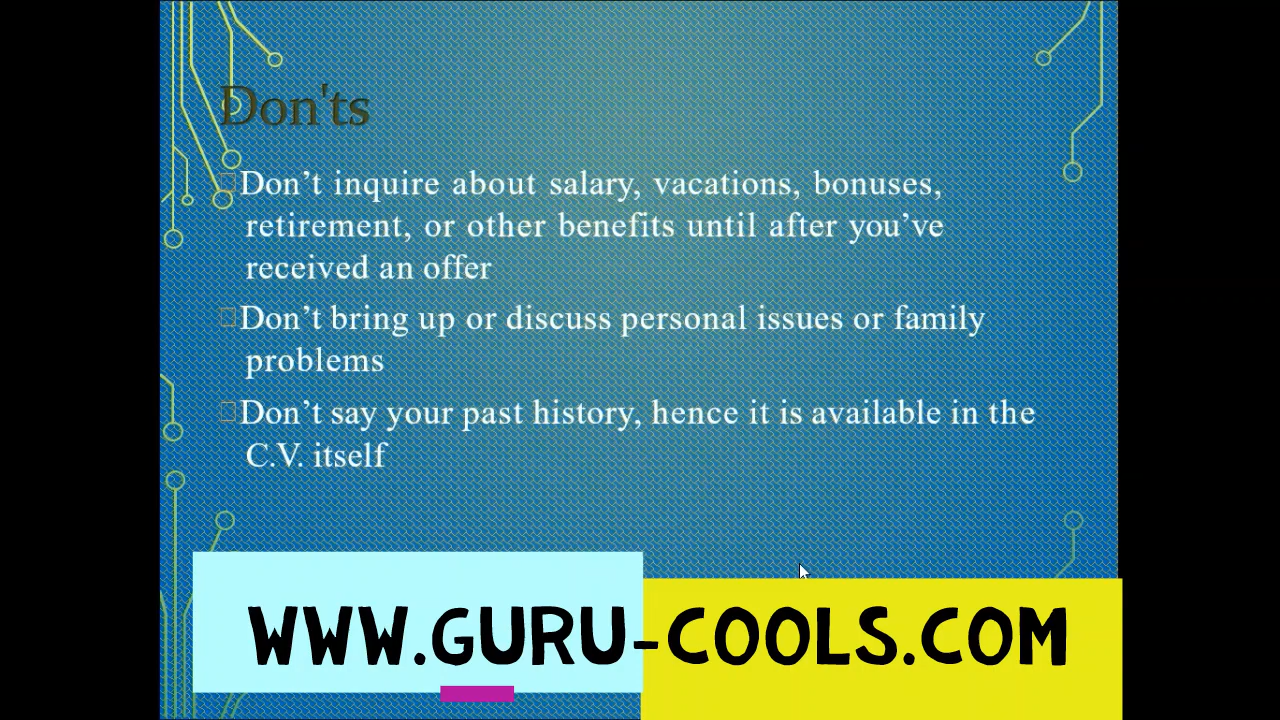 Don'ts
Don’t inquire about salary, vacations, bonuses,
retirement, or other benefits until after you’ve
received an offer
Don’t bring up or discuss personal issues or family
problems
Don’t say your past history, hence it is available in the
C.V. itself
WWW.GURU-COOLS.COM